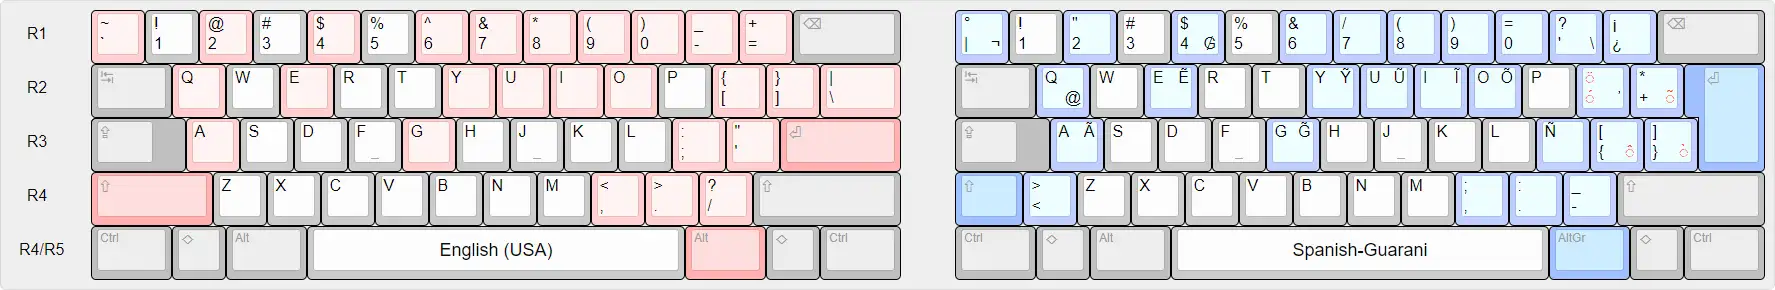 R1 ~ ` ! 1 @ 2 # 3 $ 4 % 5 ^ 6 & 7 * 8 ( 9 ) 0 _ - + = ⌫ ° | ¬ ! 1 " 2 # 3 $ 4 ₲ % 5 & 6 / 7 ( 8 ) 9 = 0 ? ' \ ¡ ¿ ⌫
R2 ↹ Q W E R T Y U I O P { [ } ] | \ ↹ Q @ W E Ẽ R T Y Ỹ U Ũ I Ĩ O Õ P ◌̈ ◌́ ' * + ◌̃ ⏎
R3 ⇪ A S D F _ G H J _ K L : ; " ' ⏎ ⇪ A Ã S D F _ G G̃ H J _ K L Ñ [ { ◌̂ ] } ◌̀
R4 ⇧ Z X C V B N M < , > . ? / ⇧ ⇧ > < Z X C V B N M ; , : . _ - ⇧
R4/R5 Ctrl ◇ Alt English (USA) Alt ◇ Ctrl Ctrl ◇ Alt Spanish-Guarani AltGr ◇ Ctrl